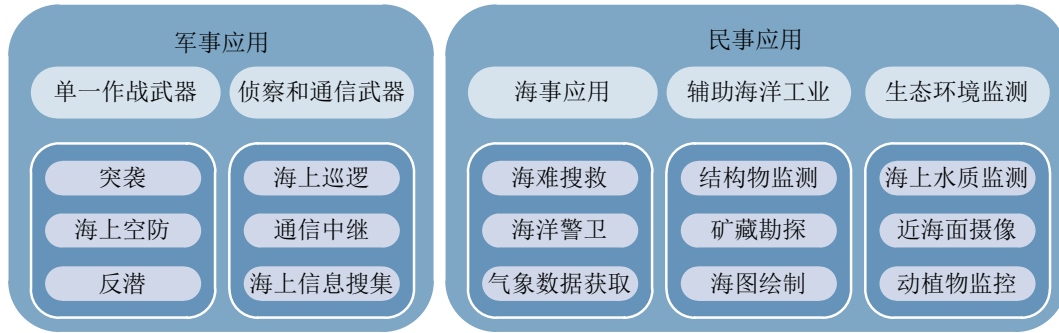 军事应用
单一作战武器
侦察和通信武器
突袭
海上空防
反潜
海上巡逻
通信中继
海上信息搜集
民事应用
海事应用
辅助海洋工业
生态环境监测
海难搜救
海洋警卫
气象数据获取
结构物监测
矿藏勘探
海图绘制
海上水质监测
近海面摄像
动植物监控